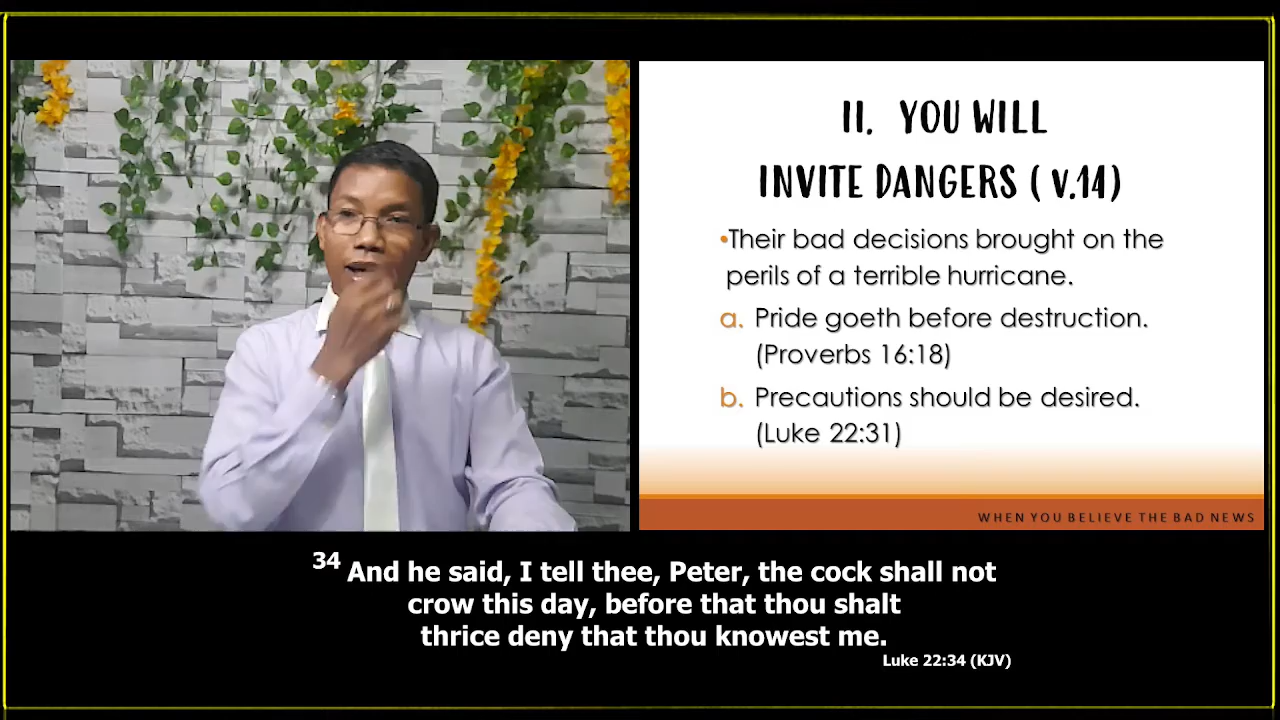 II. YOU WILL
INVITE DANGERS ( v.14)
•Their bad decisions brought on the
perils of a terrible hurricane.
a. Pride goeth before destruction.
(Proverbs 16:18)
b. Precautions should be desired.
(Luke 22:31)
WHEN YOU BELIEVE THE BAD NEWS
34 And he said, I tell thee, Peter, the cock shall not
crow this day, before that thou shalt
thrice deny that thou knowest me.
Luke 22:34 (KJV)